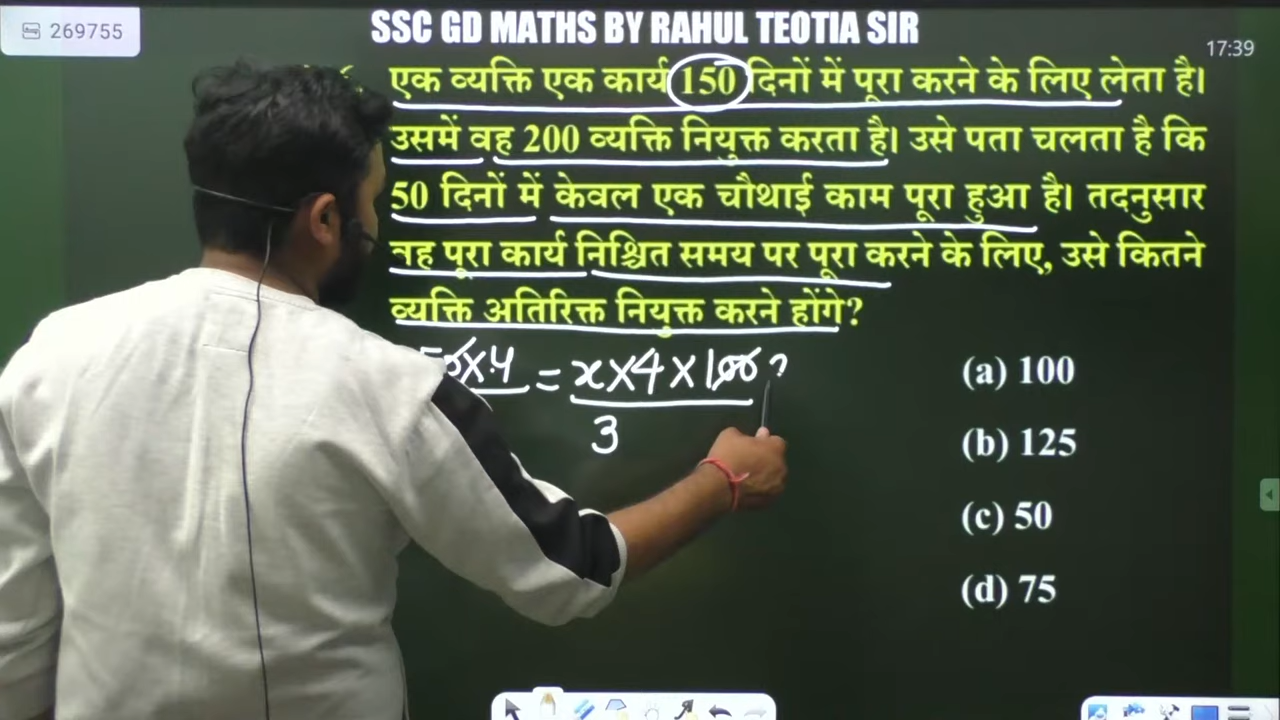 269755
SSC GD MATHS BY RAHUL TEOTIA SIR
17:39
एक व्यक्ति एक कार्य 150 दिनों में पूरा करने के लिए लेता है।
उसमें वह 200 व्यक्ति नियुक्त करता है। उसे पता चलता है कि
50 दिनों में केवल एक चौथाई काम पूरा हुआ है। तदनुसार
वह पूरा कार्य निश्चित समय पर पूरा करने के लिए, उसे कितने
व्यक्ति अतिरिक्त नियुक्त करने होंगे?
x4 = x x 4 x 100 2
3
(a) 100
(b) 125
(c) 50
(d) 75